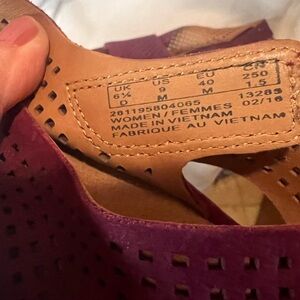 UK US EU CN
6½ 9 40 250
D M M 1.5
261195804065 13285
WOMEN/FEMMES 02/16
MADE IN VIETNAM
FABRIQUE AU VIETNAM